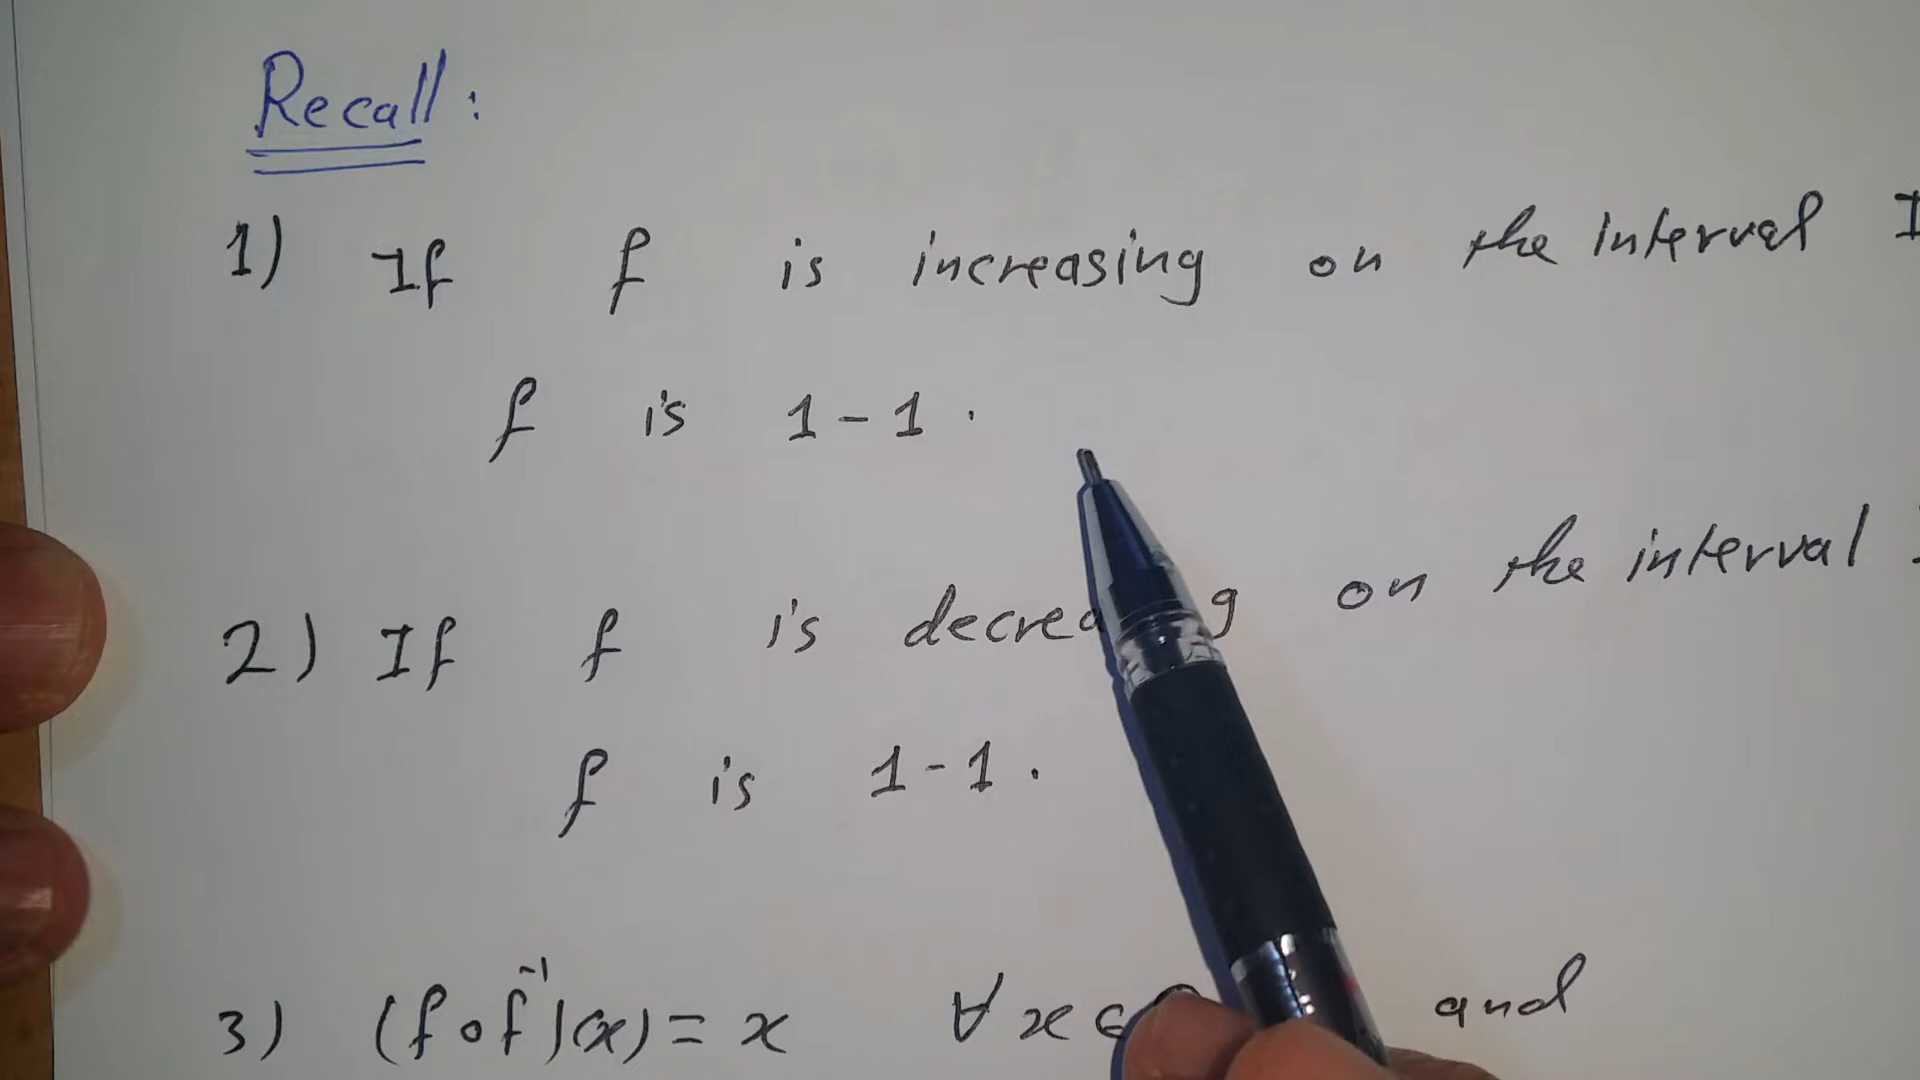 Recall:
1) If f is increasing on the interval I
f is 1-1.
2) If f is on the interval
f is 1-1.
3) (f∘f⁻¹)(x) = x ∀x∈ and